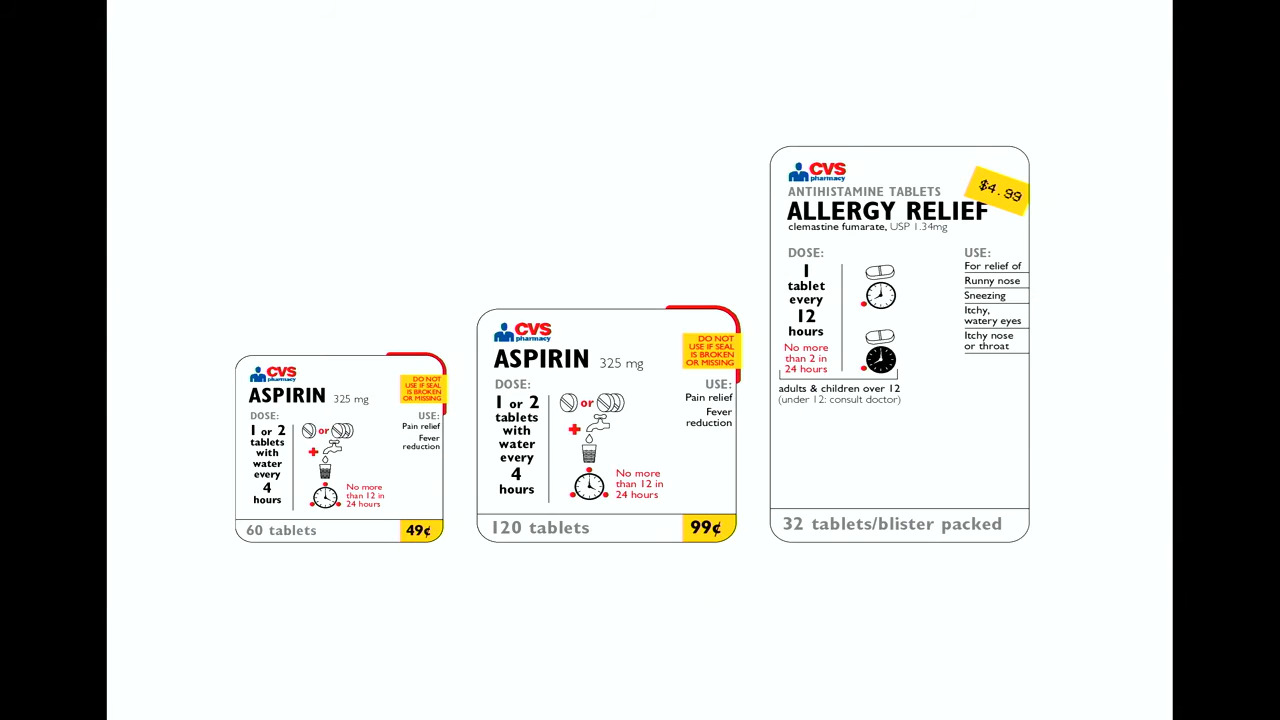 CVS
pharmacy
ASPIRIN 325 mg
DO NOT
USE IF SEAL
IS BROKEN
OR MISSING
DOSE:
1 or 2
tablets
with
water
every
4
hours
or
+
No more
than 12 in
24 hours
USE:
Pain relief
Fever
reduction
60 tablets
49¢
CVS
pharmacy
ASPIRIN 325 mg
DO NOT
USE IF SEAL
IS BROKEN
OR MISSING
DOSE:
1 or 2
tablets
with
water
every
4
hours
or
+
No more
than 12 in
24 hours
USE:
Pain relief
Fever
reduction
120 tablets
99¢
CVS
pharmacy
$4.99
ANTIHISTAMINE TABLETS
ALLERGY RELIEF
clemastine fumarate, USP 1.34mg
DOSE:
1
tablet
every
12
hours
No more
than 2 in
24 hours
adults & children over 12
(under 12: consult doctor)
USE:
For relief of
Runny nose
Sneezing
Itchy,
watery eyes
Itchy nose
or throat
32 tablets/blister packed